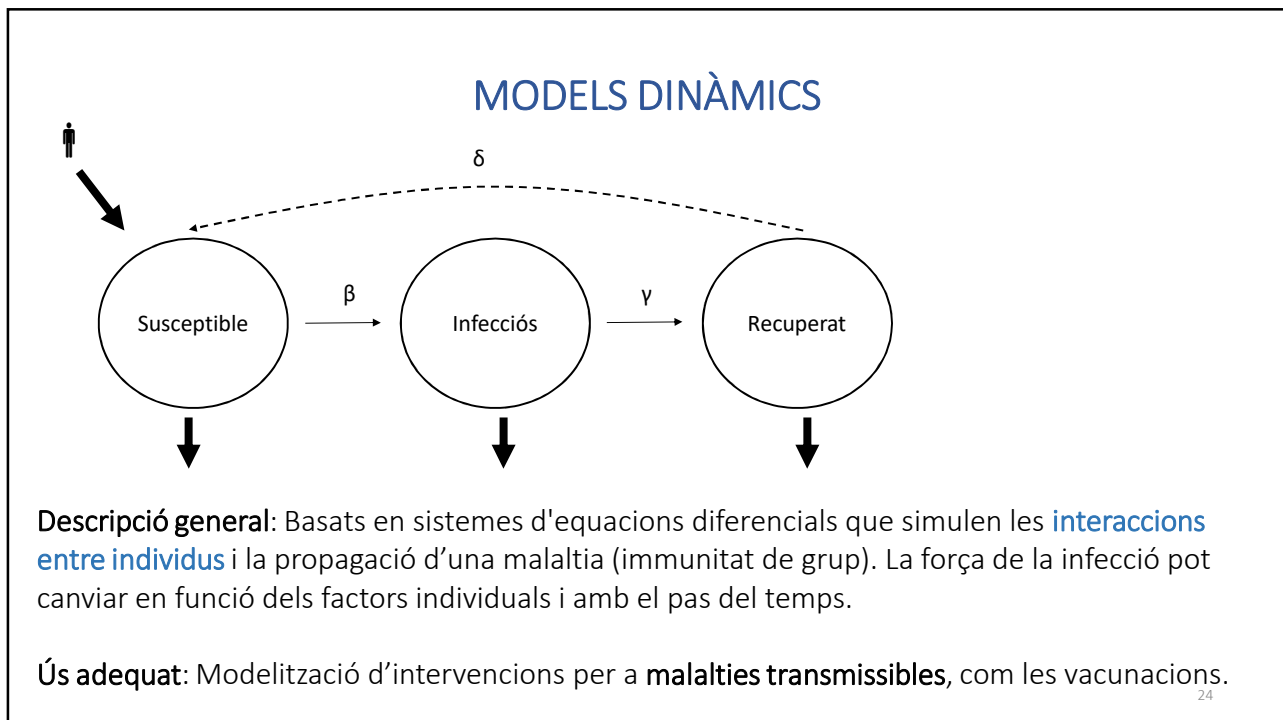 MODELS DINÀMICS
δ
β
γ
Susceptible
Infecciós
Recuperat
Descripció general: Basats en sistemes d'equacions diferencials que simulen les interaccions
entre individus i la propagació d’una malaltia (immunitat de grup). La força de la infecció pot
canviar en funció dels factors individuals i amb el pas del temps.
Ús adequat: Modelització d’intervencions per a malalties transmissibles, com les vacunacions.
24